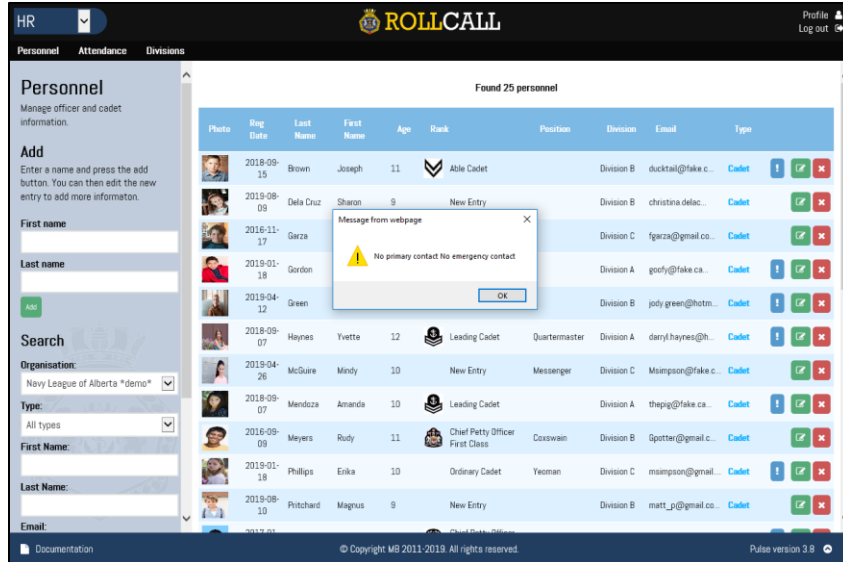 HR
ROLLCALL
Profile
Log out
Personnel Attendance Divisions
Personnel
Manage officer and cadet
information.
Add
Enter a name and press the add
button. You can then edit the new
entry to add more informaton.
First name
Last name
Add
Search
Organisation:
Navy League of Alberta *demo*
Type:
All types
First Name:
Last Name:
Email:
Found 25 personnel
Photo Reg Date Last Name First Name Age Rank Position Division Email Type
2018-09-15 Brown Joseph 11 Able Cadet Division B ducktail@fake.c... Cadet
2019-08-09 Dela Cruz Sharon 9 New Entry Division B christina.delac... Cadet
2016-11-17 Garza Division C fgarza@gmail.co... Cadet
2019-01-18 Gordon Division A goofy@fake.ca... Cadet
2019-04-12 Green Division B jody.green@hotm... Cadet
2018-09-07 Haynes Yvette 12 Leading Cadet Quartermaster Division A darryl.haynes@h... Cadet
2019-04-26 McGuire Mindy 10 New Entry Messenger Division C Msimpson@fake.c... Cadet
2018-09-07 Mendoza Amanda 10 Leading Cadet Division A thepig@fake.ca... Cadet
2016-09-09 Meyers Rudy 11 Chief Petty Officer First Class Coxswain Division B Gpotter@gmail.c... Cadet
2019-01-18 Phillips Erika 10 Ordinary Cadet Yeoman Division C msimpson@gmail.... Cadet
2019-08-10 Pritchard Magnus 9 New Entry Division B matt_p@gmail.co... Cadet
Message from webpage
No primary contact No emergency contact
OK
Documentation
© Copyright MB 2011-2019. All rights reserved.
Pulse version 3.8